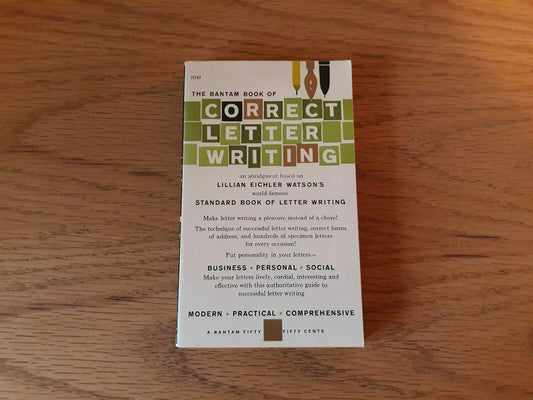 F1747
THE BANTAM BOOK OF
CORRECT
LETTER
WRITING
an abridgment based on
LILLIAN EICHLER WATSON'S
world-famous
STANDARD BOOK OF LETTER WRITING
Make letter writing a pleasure instead of a chore!
The technique of successful letter writing, correct forms
of address, and hundreds of specimen letters
for every occasion!
Put personality in your letters—
BUSINESS • PERSONAL • SOCIAL
Make your letters lively, cordial, interesting and
effective with this authoritative guide to
successful letter writing
MODERN • PRACTICAL • COMPREHENSIVE
A BANTAM FIFTY FIFTY CENTS